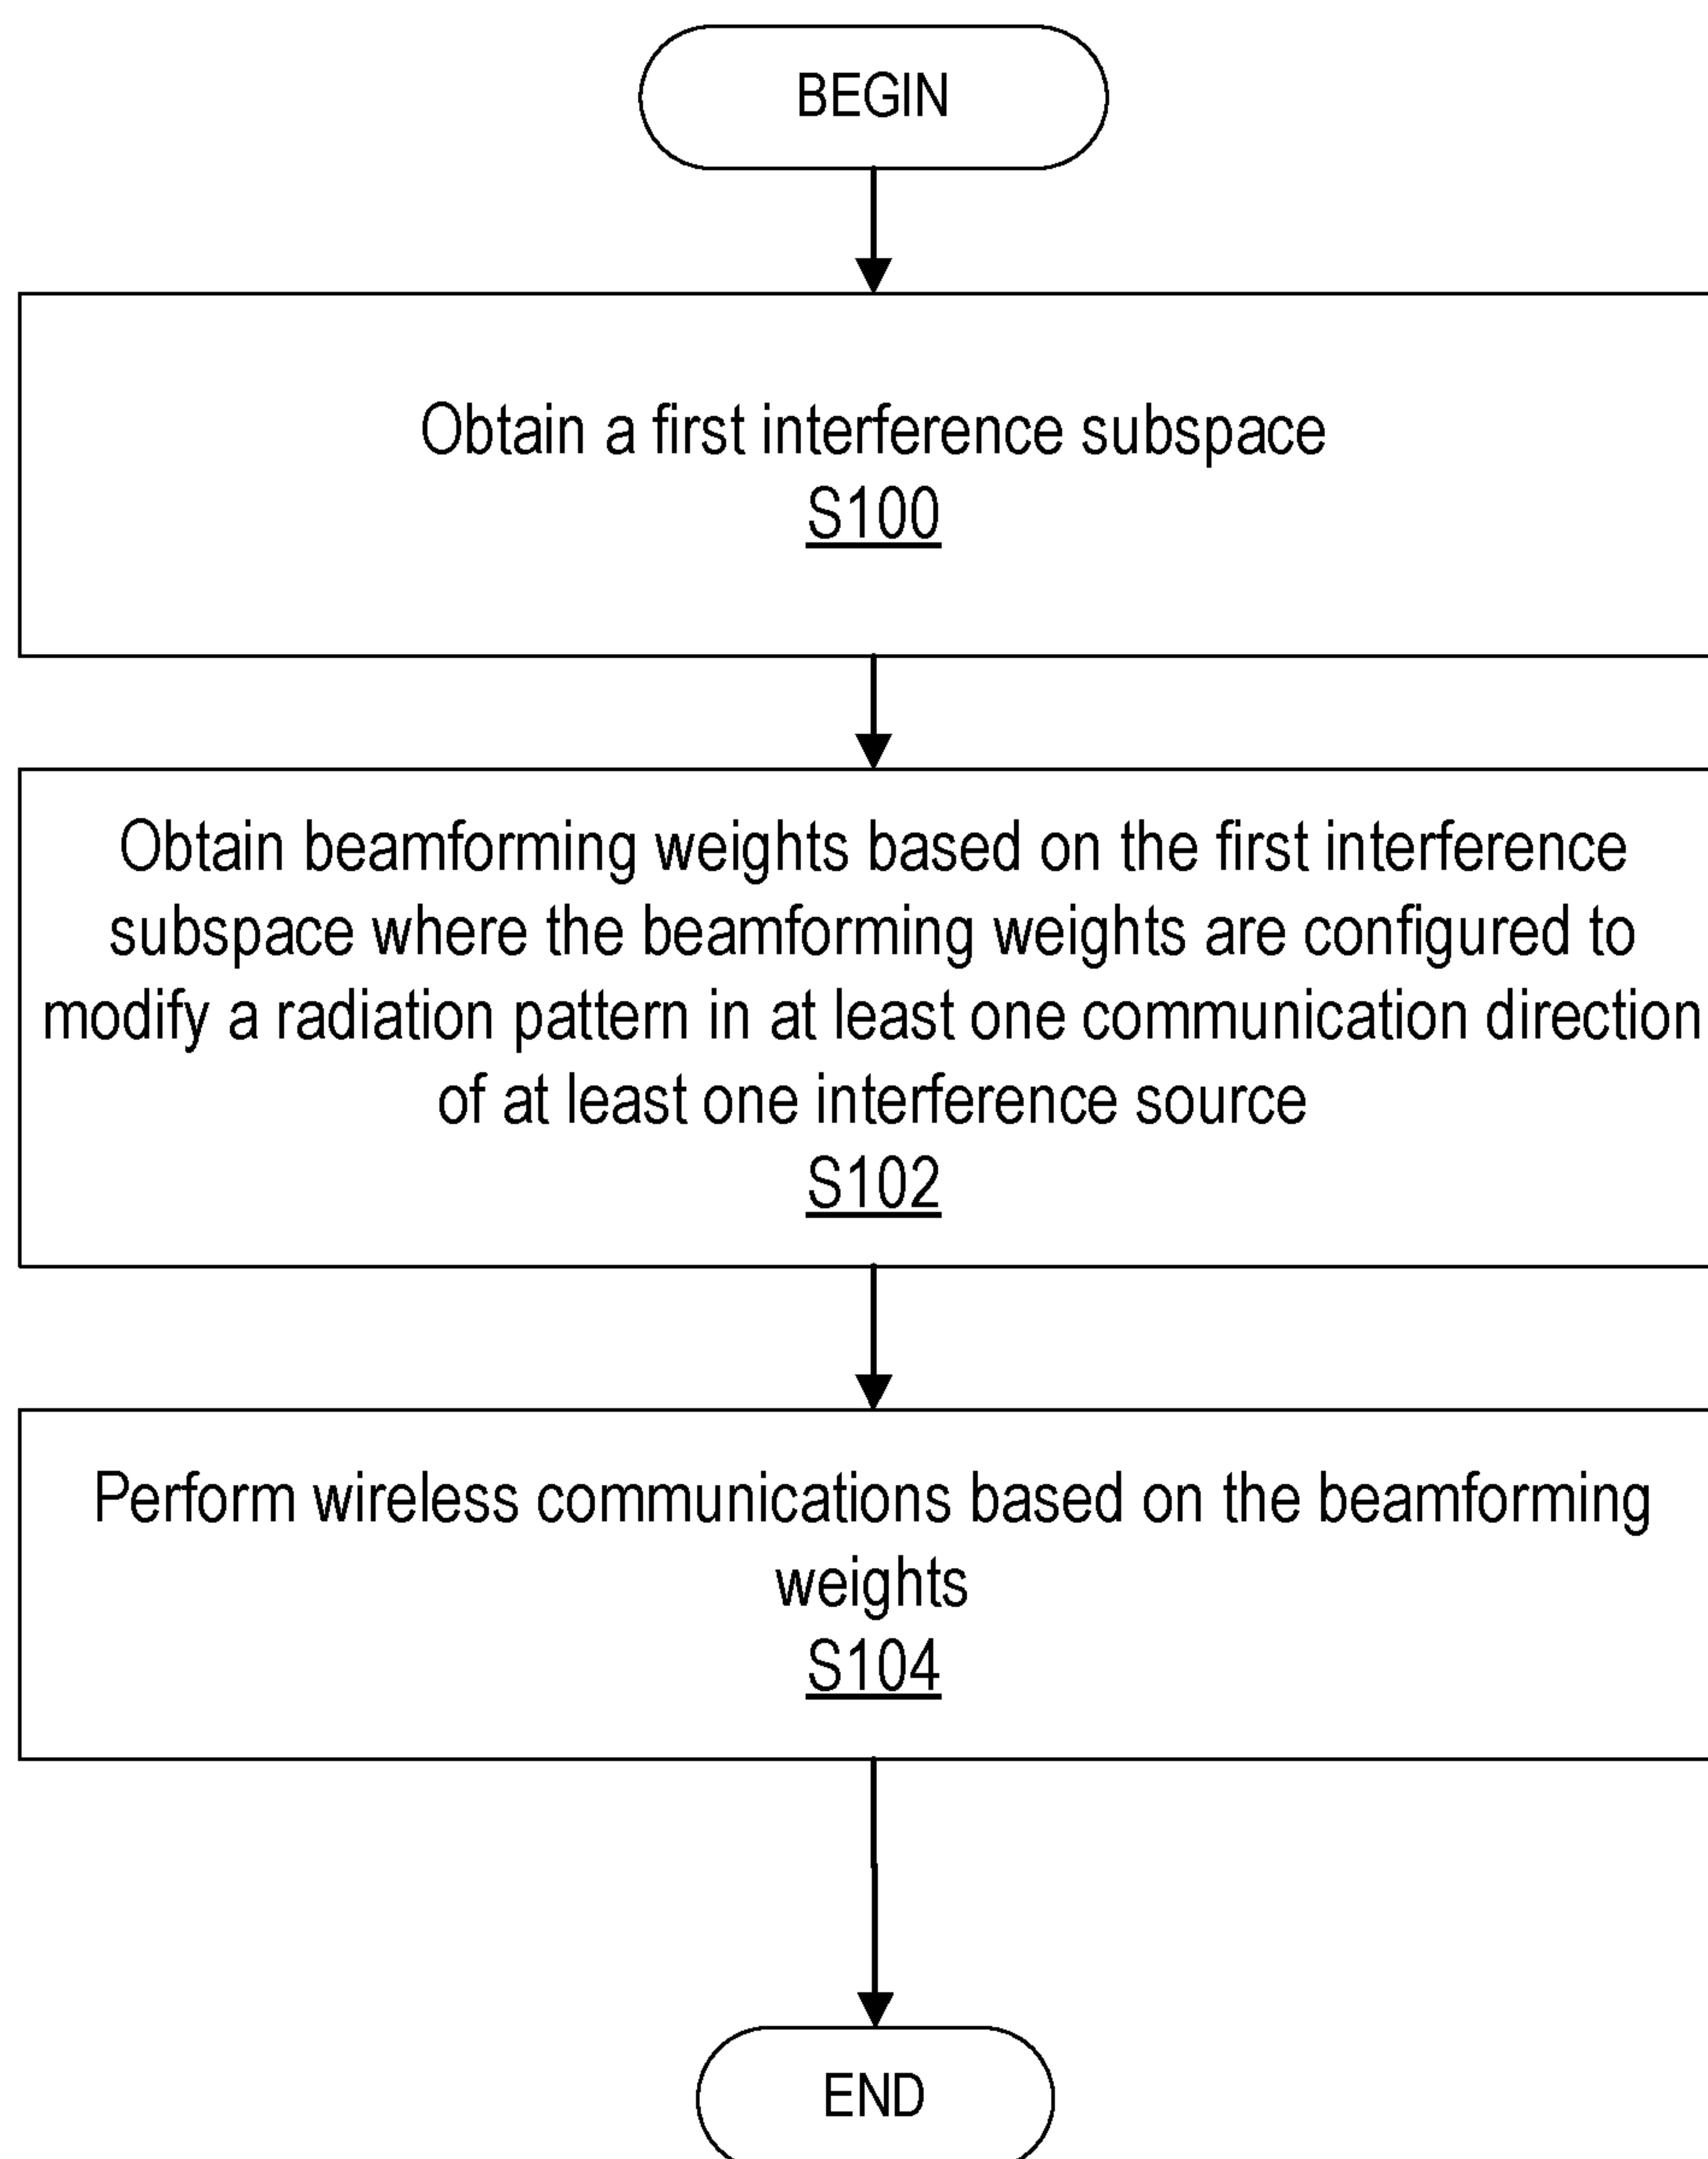 BEGIN
Obtain a first interference subspace
S100
Obtain beamforming weights based on the first interference
subspace where the beamforming weights are configured to
modify a radiation pattern in at least one communication direction
of at least one interference source
S102
Perform wireless communications based on the beamforming
weights
S104
END